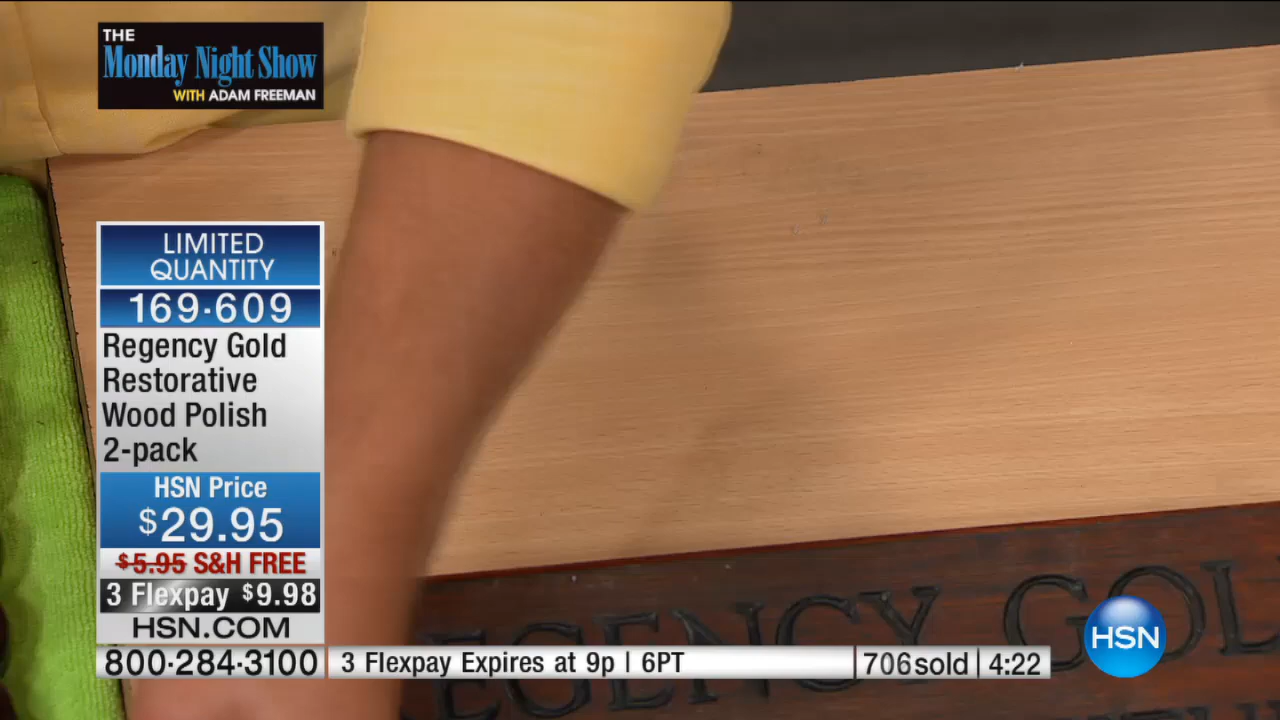 THE
Monday Night Show
WITH ADAM FREEMAN
LIMITED
QUANTITY
169·609
Regency Gold
Restorative
Wood Polish
2-pack
HSN Price
$29.95
$5.95 S&H FREE
3 Flexpay $9.98
HSN.COM
800·284·3100
3 Flexpay Expires at 9p | 6PT
706sold
4:22
HSN
EGENCY GOL